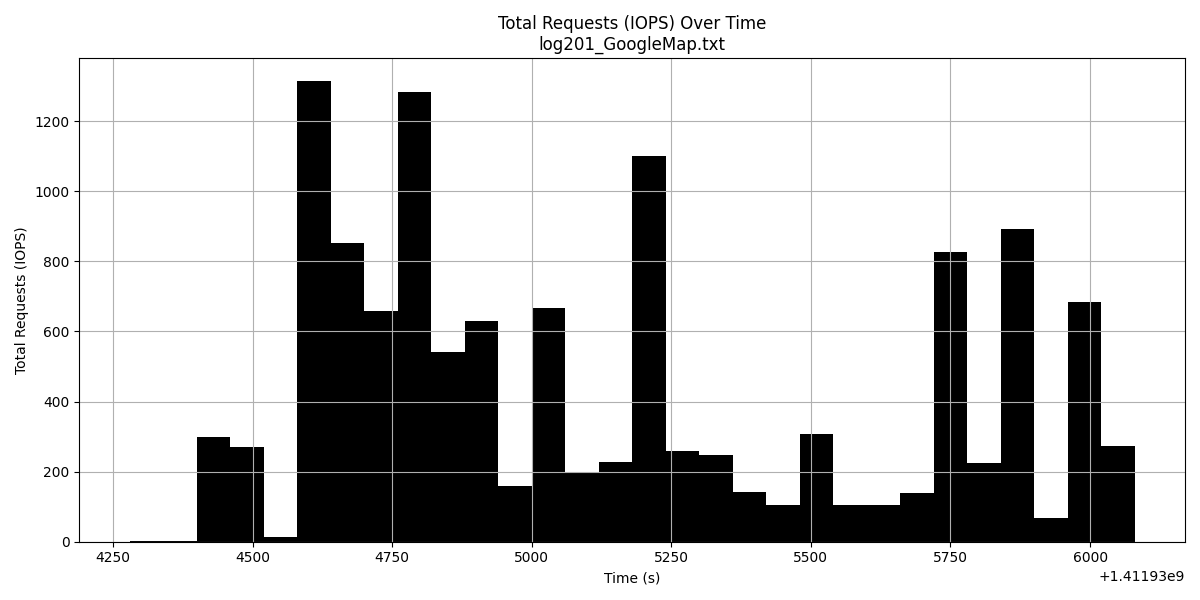 Total Requests (IOPS) Over Time
log201_GoogleMap.txt
Total Requests (IOPS)
1200
1000
800
600
400
200
0
4250 4500 4750 5000 5250 5500 5750 6000
Time (s)
+1.41193e9